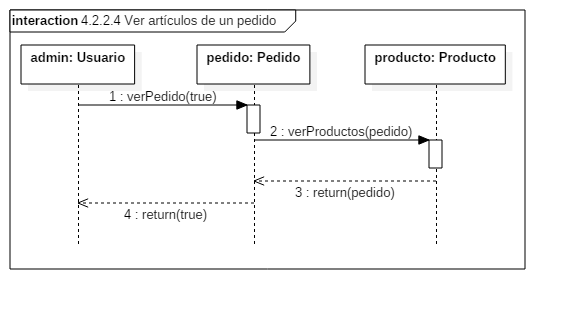 interaction 4.2.2.4 Ver artículos de un pedido
admin: Usuario
pedido: Pedido
producto: Producto
1 : verPedido(true)
2 : verProductos(pedido)
3 : return(pedido)
4 : return(true)